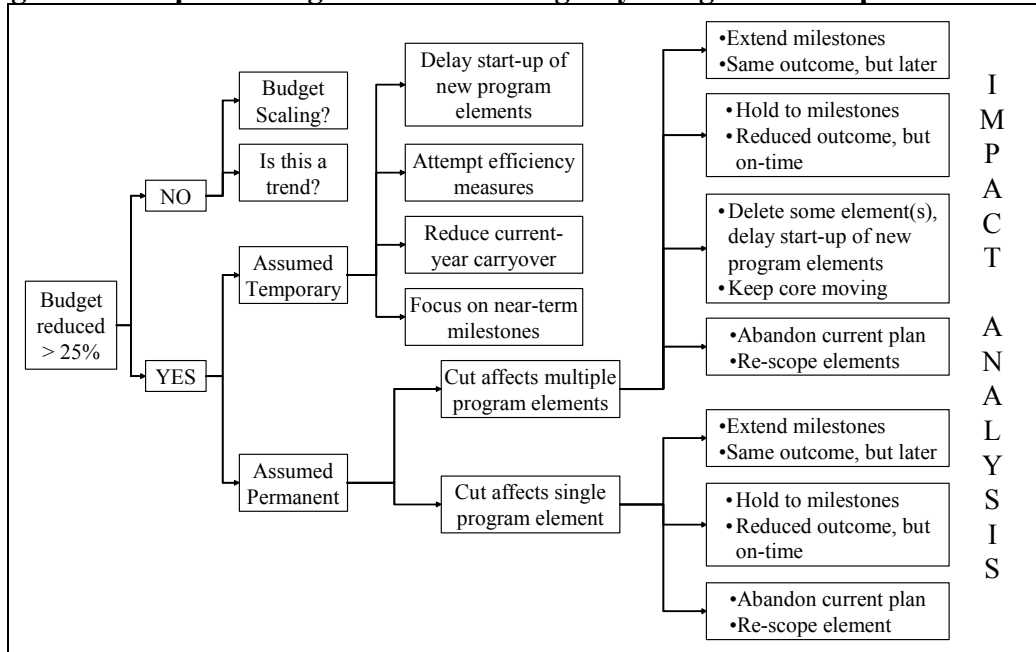 Budget
reduced
> 25%
NO
YES
Budget
Scaling?
Is this a
trend?
Assumed
Temporary
Assumed
Permanent
Delay start-up of
new program
elements
Attempt efficiency
measures
Reduce current-
year carryover
Focus on near-term
milestones
Cut affects multiple
program elements
Cut affects single
program element
•Extend milestones
•Same outcome, but later
•Hold to milestones
•Reduced outcome, but
on-time
•Delete some element(s),
delay start-up of new
program elements
•Keep core moving
•Abandon current plan
•Re-scope elements
•Extend milestones
•Same outcome, but later
•Hold to milestones
•Reduced outcome, but
on-time
•Abandon current plan
•Re-scope element
I
M
P
A
C
T
A
N
A
L
Y
S
I
S